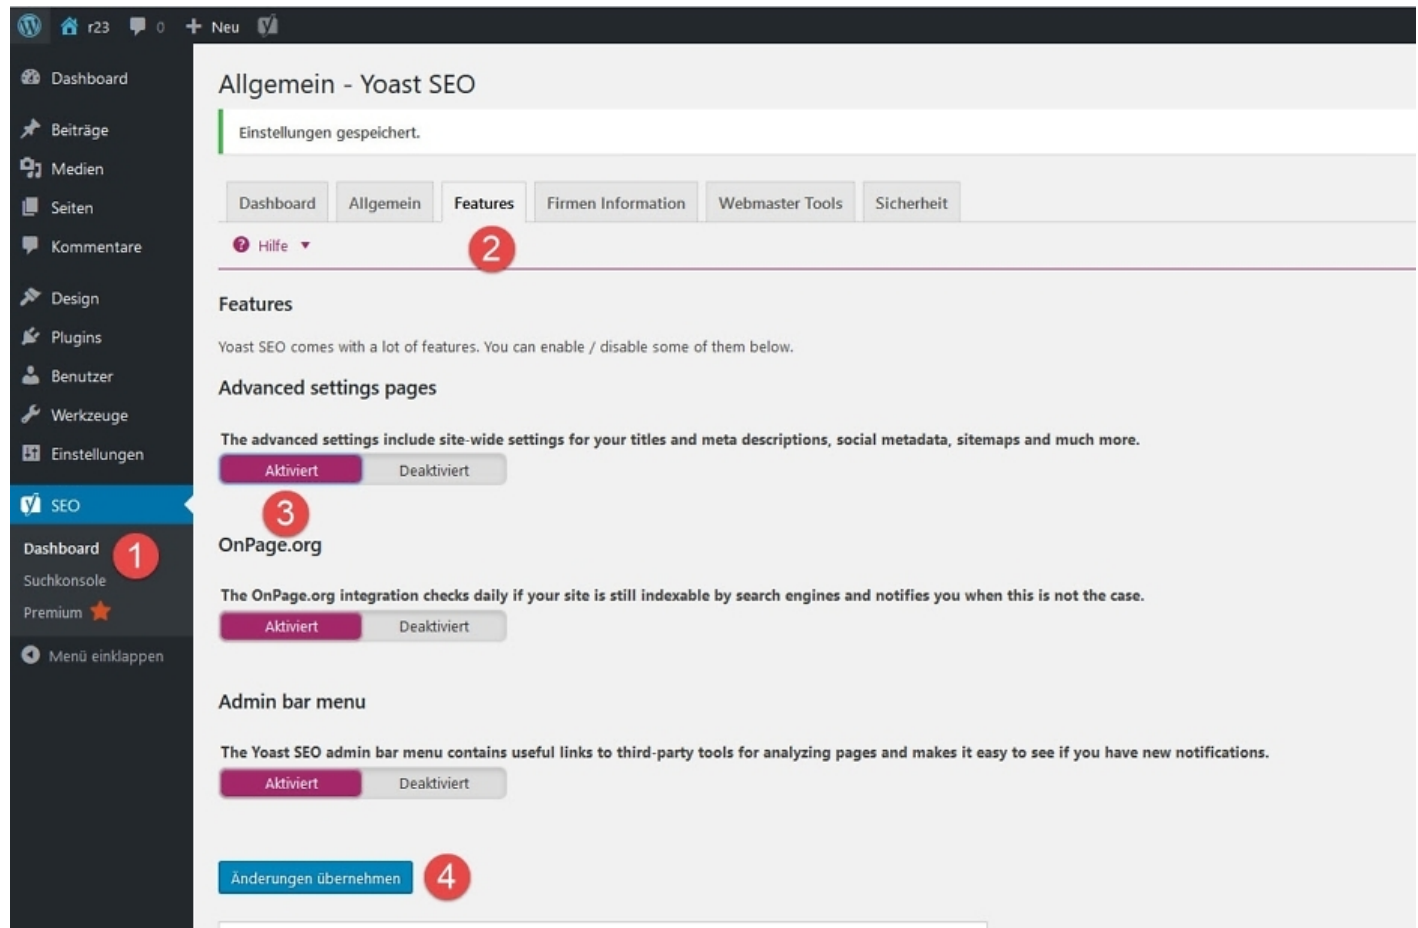 r23 0 Neu
Dashboard
Beiträge
Medien
Seiten
Kommentare
Design
Plugins
Benutzer
Werkzeuge
Einstellungen
SEO
Dashboard 1
Suchkonsole
Premium
Menü einklappen
Allgemein - Yoast SEO
Einstellungen gespeichert.
Dashboard Allgemein Features Firmen Information Webmaster Tools Sicherheit
Hilfe 2
Features
Yoast SEO comes with a lot of features. You can enable / disable some of them below.
Advanced settings pages
The advanced settings include site-wide settings for your titles and meta descriptions, social metadata, sitemaps and much more.
Aktiviert Deaktiviert
3
OnPage.org
The OnPage.org integration checks daily if your site is still indexable by search engines and notifies you when this is not the case.
Aktiviert Deaktiviert
Admin bar menu
The Yoast SEO admin bar menu contains useful links to third-party tools for analyzing pages and makes it easy to see if you have new notifications.
Aktiviert Deaktiviert
Änderungen übernehmen 4